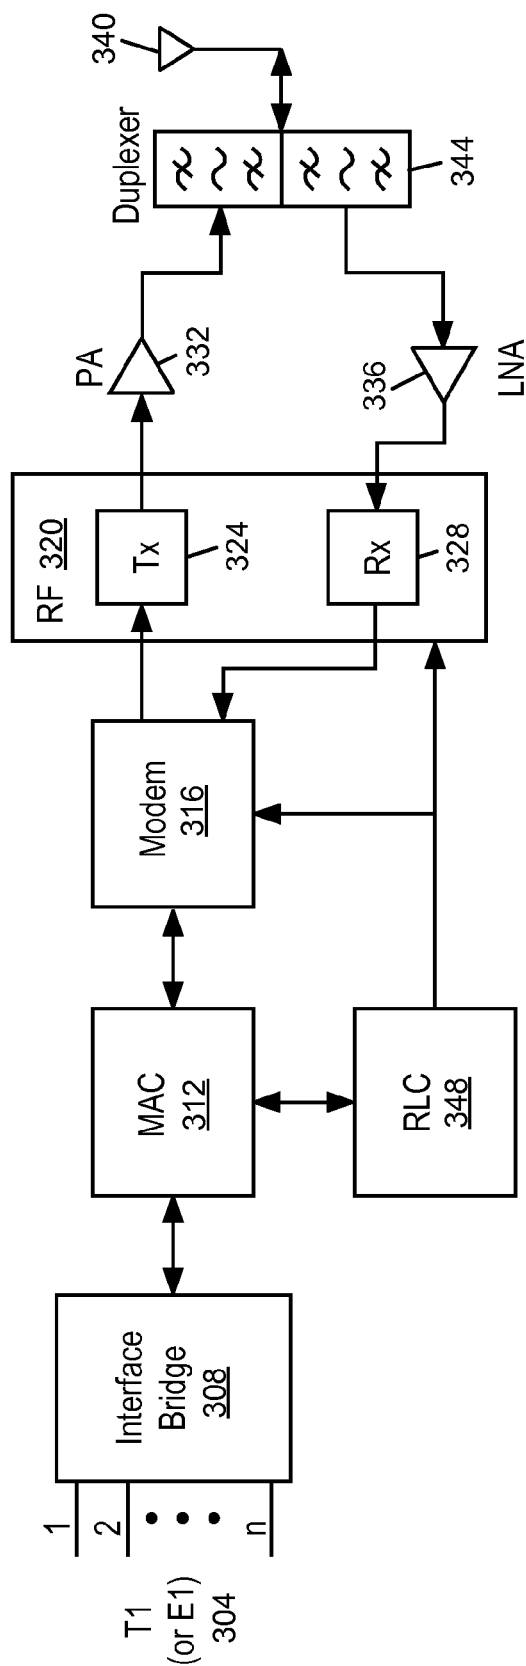 T1
(or E1)
304
1
2
n
Interface
Bridge
308
MAC
312
RLC
348
Modem
316
RF 320
Tx
324
Rx
328
PA
332
336
LNA
Duplexer
344
340